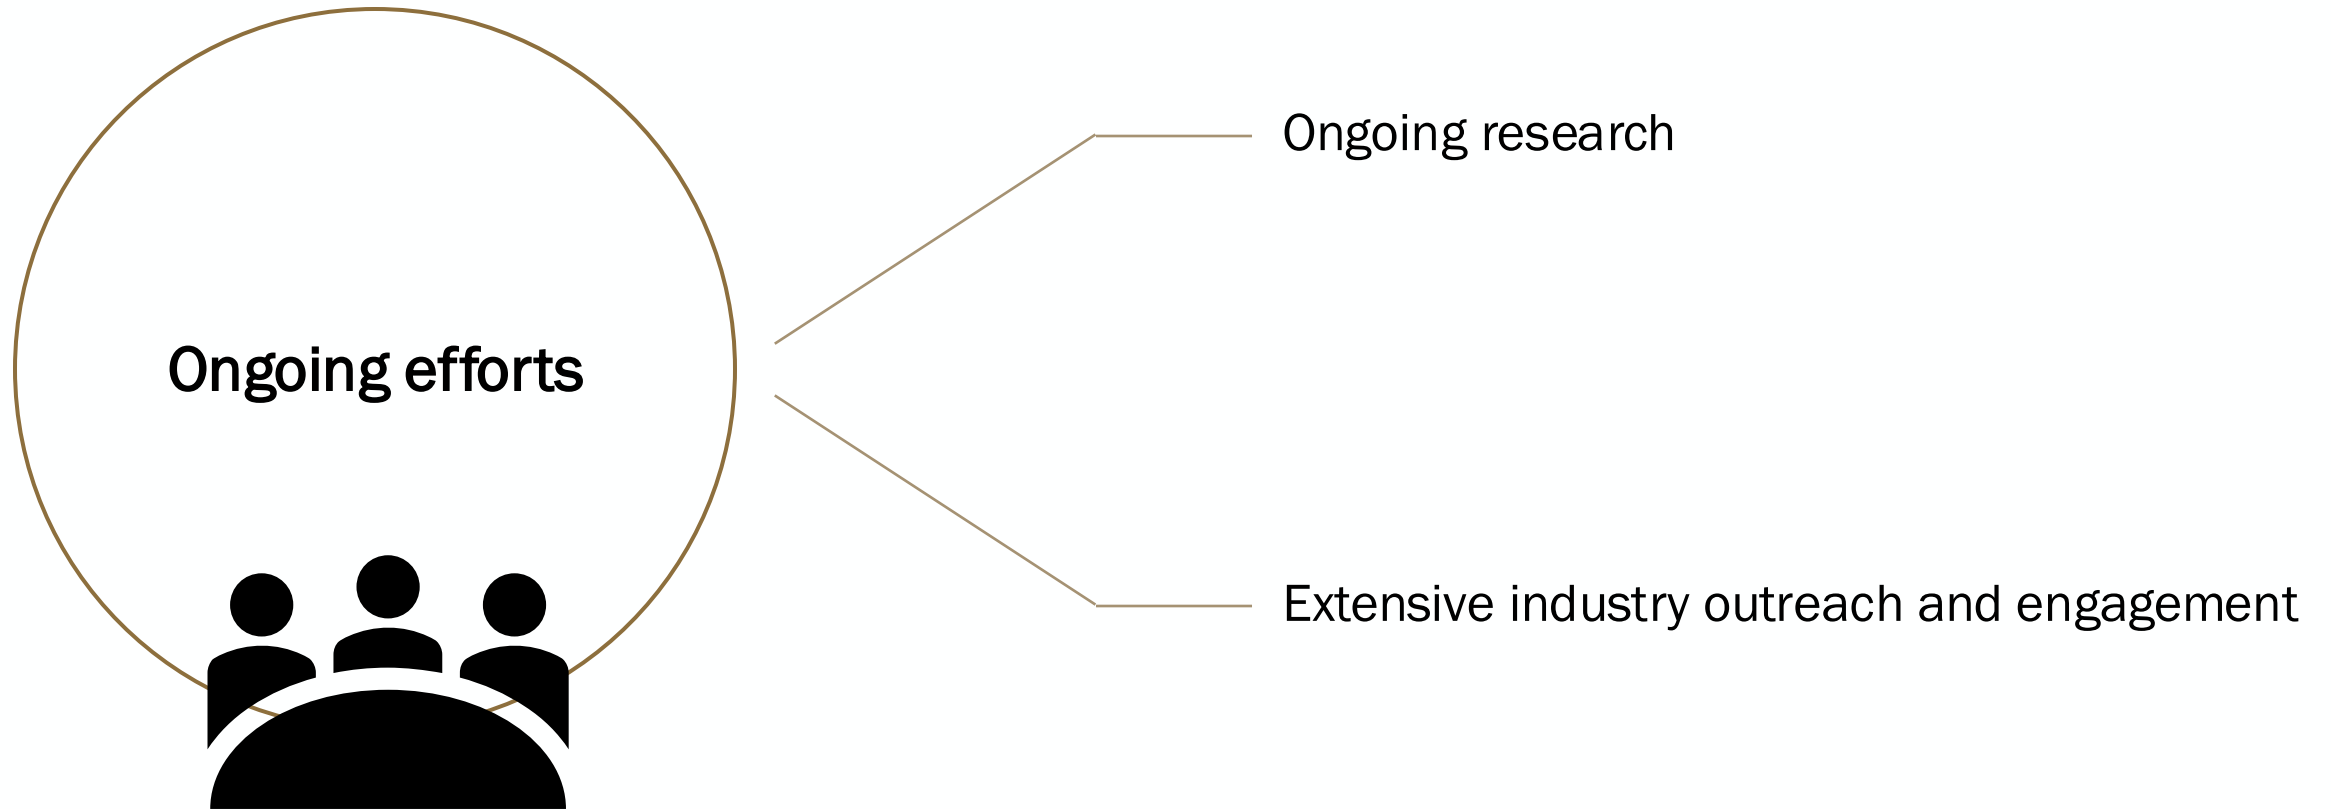 Ongoing efforts
Ongoing research
Extensive industry outreach and engagement